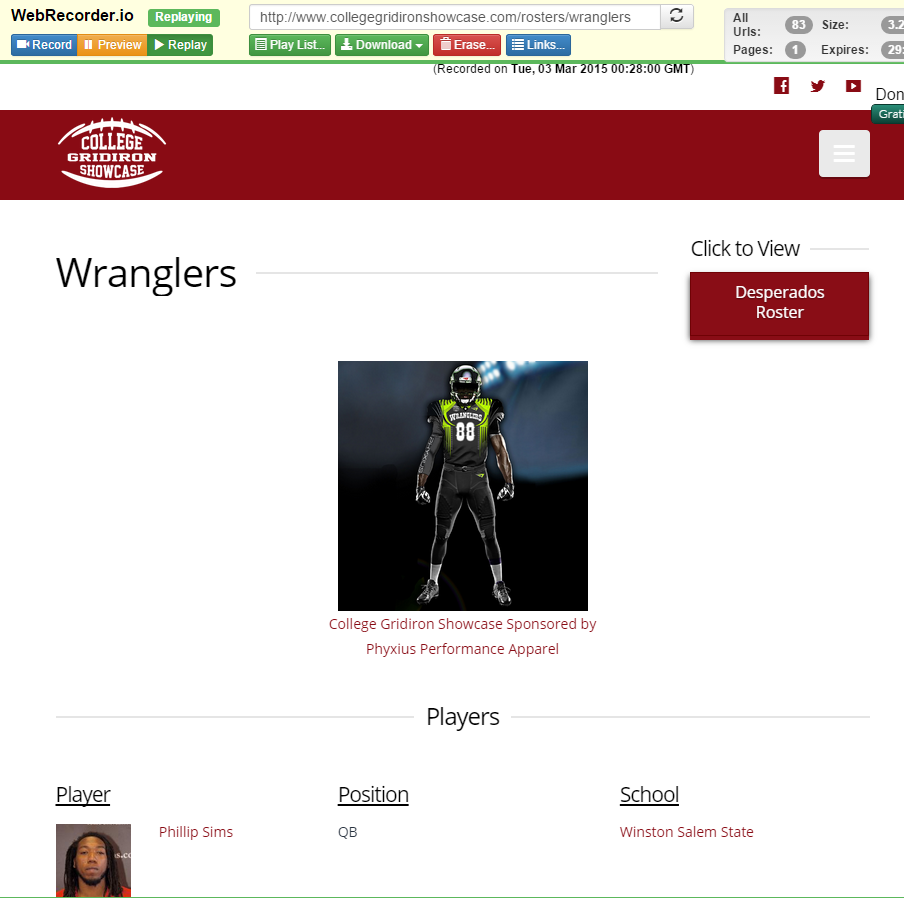 WebRecorder.io Replaying
http://www.collegegridironshowcase.com/rosters/wranglers
All Urls: 83 Size: 3.2
Record Preview Replay
Play List... Download Erase... Links...
Pages: 1 Expires: 29:
(Recorded on Tue, 03 Mar 2015 00:28:00 GMT)
Don
Grati
COLLEGE
GRIDIRON
SHOWCASE
Click to View
Wranglers
Desperados
Roster
WRANGLERS
88
College Gridiron Showcase Sponsored by
Phyxius Performance Apparel
Players
Player Position School
Phillip Sims QB Winston Salem State